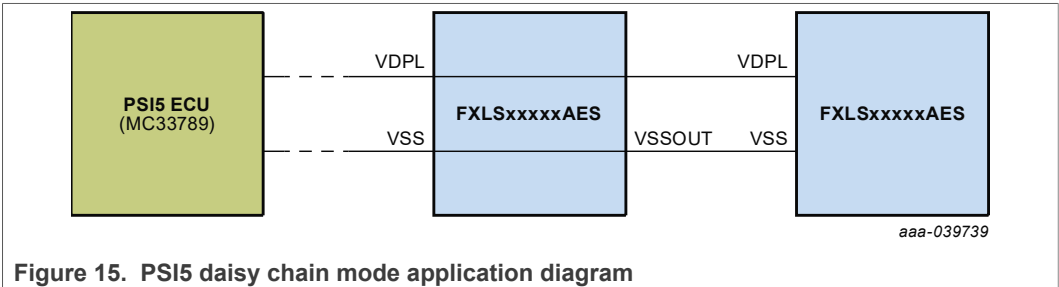 PSI5 ECU
(MC33789)
VDPL
VSS
FXLSxxxxxAES
VSSOUT
VDPL
VSS
FXLSxxxxxAES
aaa-039739
Figure 15. PSI5 daisy chain mode application diagram